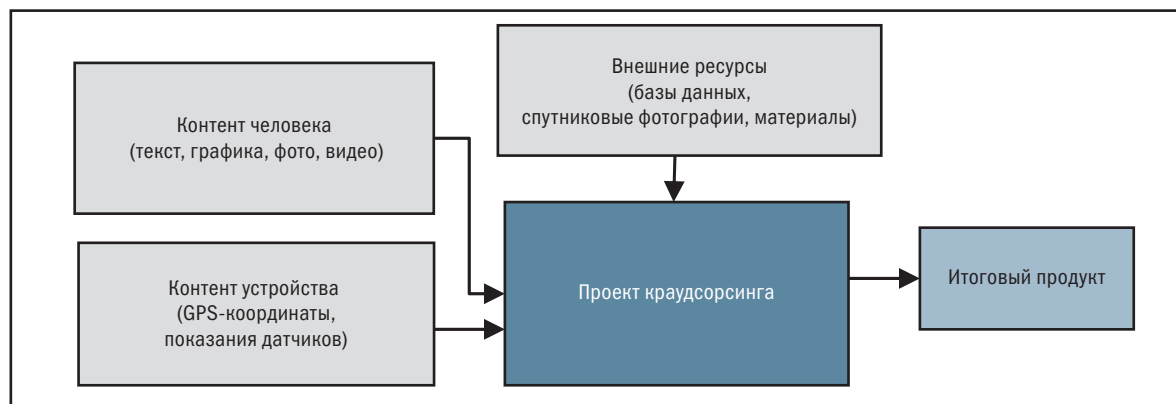 Контент человека
(текст, графика, фото, видео)
Внешние ресурсы
(базы данных,
спутниковые фотографии, материалы)
Контент устройства
(GPS-координаты,
показания датчиков)
Проект краудсорсинга
Итоговый продукт